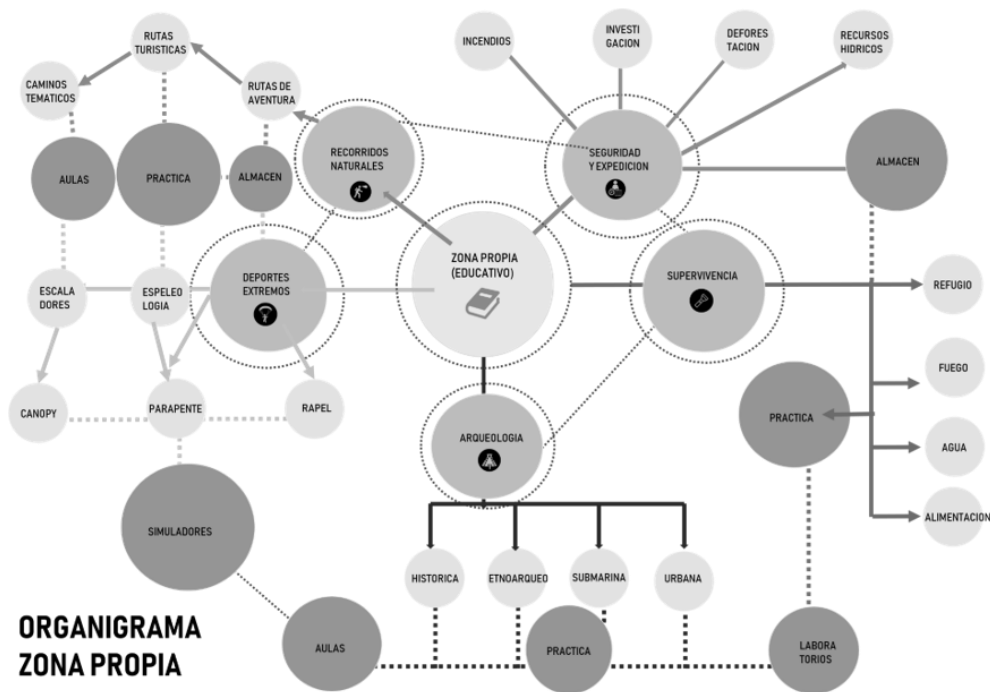 RUTAS
TURISTICAS
INCENDIOS
INVESTI
GACION
DEFORES
TACION
RECURSOS
HIDRICOS
CAMINOS
TEMATICOS
RUTAS DE
AVENTURA
RECORRIDOS
NATURALES
SEGURIDAD
Y EXPEDICION
ALMACEN
AULAS
PRACTICA
ALMACEN
ZONA PROPIA
(EDUCATIVO)
DEPORTES
EXTREMOS
SUPERVIVENCIA
ESCALA
DORES
ESPELEO
LOGIA
REFUGIO
FUEGO
CANOPY
PARAPENTE
RAPEL
PRACTICA
ARQUEOLOGIA
AGUA
SIMULADORES
ALIMENTACION
HISTORICA
ETNOARQUEO
SUBMARINA
URBANA
ORGANIGRAMA
ZONA PROPIA
AULAS
PRACTICA
LABORA
TORIOS